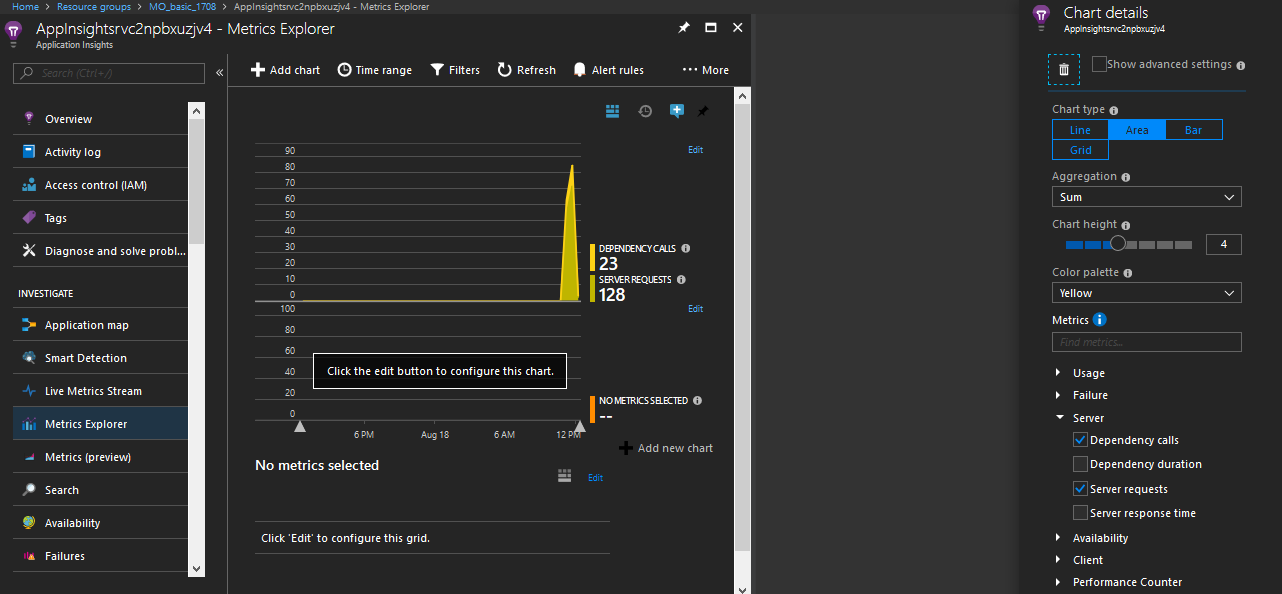 Home > Resource groups > MO_basic_1708 > AppInsightsrvc2npbxuzjv4 - Metrics Explorer
AppInsightsrvc2npbxuzjv4 - Metrics Explorer
Application Insights
Search (Ctrl+/)
«
Overview
Activity log
Access control (IAM)
Tags
Diagnose and solve probl...
INVESTIGATE
Application map
Smart Detection
Live Metrics Stream
Metrics Explorer
Metrics (preview)
Search
Availability
Failures
Add chart
Time range
Filters
Refresh
Alert rules
More
Edit
90
80
70
60
50
40
30
20
10
0
DEPENDENCY CALLS
23
SERVER REQUESTS
128
Edit
100
80
60
40
20
0
Click the edit button to configure this chart.
NO METRICS SELECTED
--
6 PM
Aug 18
6 AM
12 PM
Add new chart
No metrics selected
Edit
Click 'Edit' to configure this grid.
Chart details
AppInsightsrvc2npbxuzjv4
Show advanced settings
Chart type
Line
Area
Bar
Grid
Aggregation
Sum
Chart height
4
Color palette
Yellow
Metrics
Find metrics...
Usage
Failure
Server
Dependency calls
Dependency duration
Server requests
Server response time
Availability
Client
Performance Counter